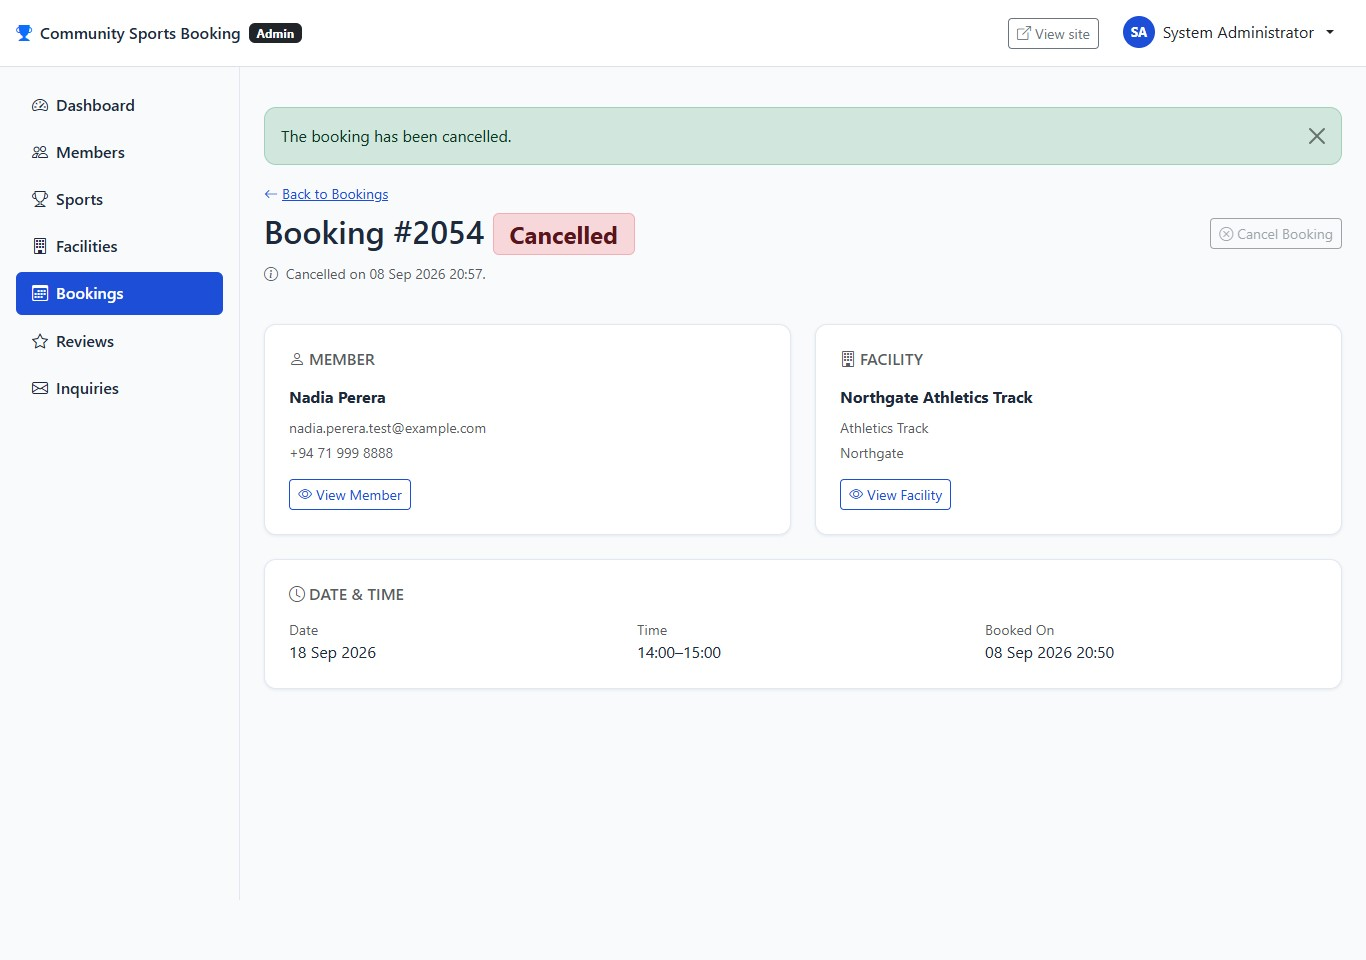 Community Sports Booking Admin
View site
SA System Administrator
Dashboard
Members
Sports
Facilities
Bookings
Reviews
Inquiries
The booking has been cancelled.
Back to Bookings
Booking #2054 Cancelled
Cancel Booking
Cancelled on 08 Sep 2026 20:57.
MEMBER
Nadia Perera
nadia.perera.test@example.com
+94 71 999 8888
View Member
FACILITY
Northgate Athletics Track
Athletics Track
Northgate
View Facility
DATE & TIME
Date
18 Sep 2026
Time
14:00–15:00
Booked On
08 Sep 2026 20:50